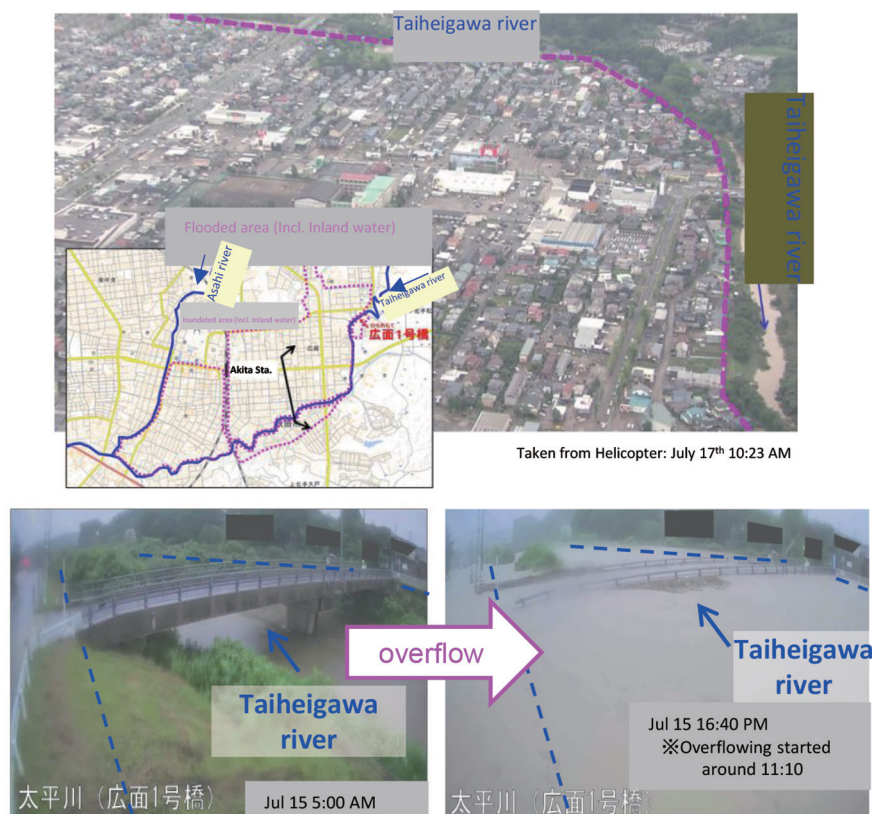 Taiheigawa river
Taiheigawa river
Flooded area (Incl. Inland water)
Asahi river
Taiheigawa river
Inundated area (Incl. Inland water)
広面1号橋
Akita Sta.
Taken from Helicopter: July 17th 10:23 AM
overflow
Taiheigawa
river
Jul 15 5:00 AM
太平川（広面1号橋）
Taiheigawa
river
Jul 15 16:40 PM
※Overflowing started
around 11:10
太平川（広面1号橋）